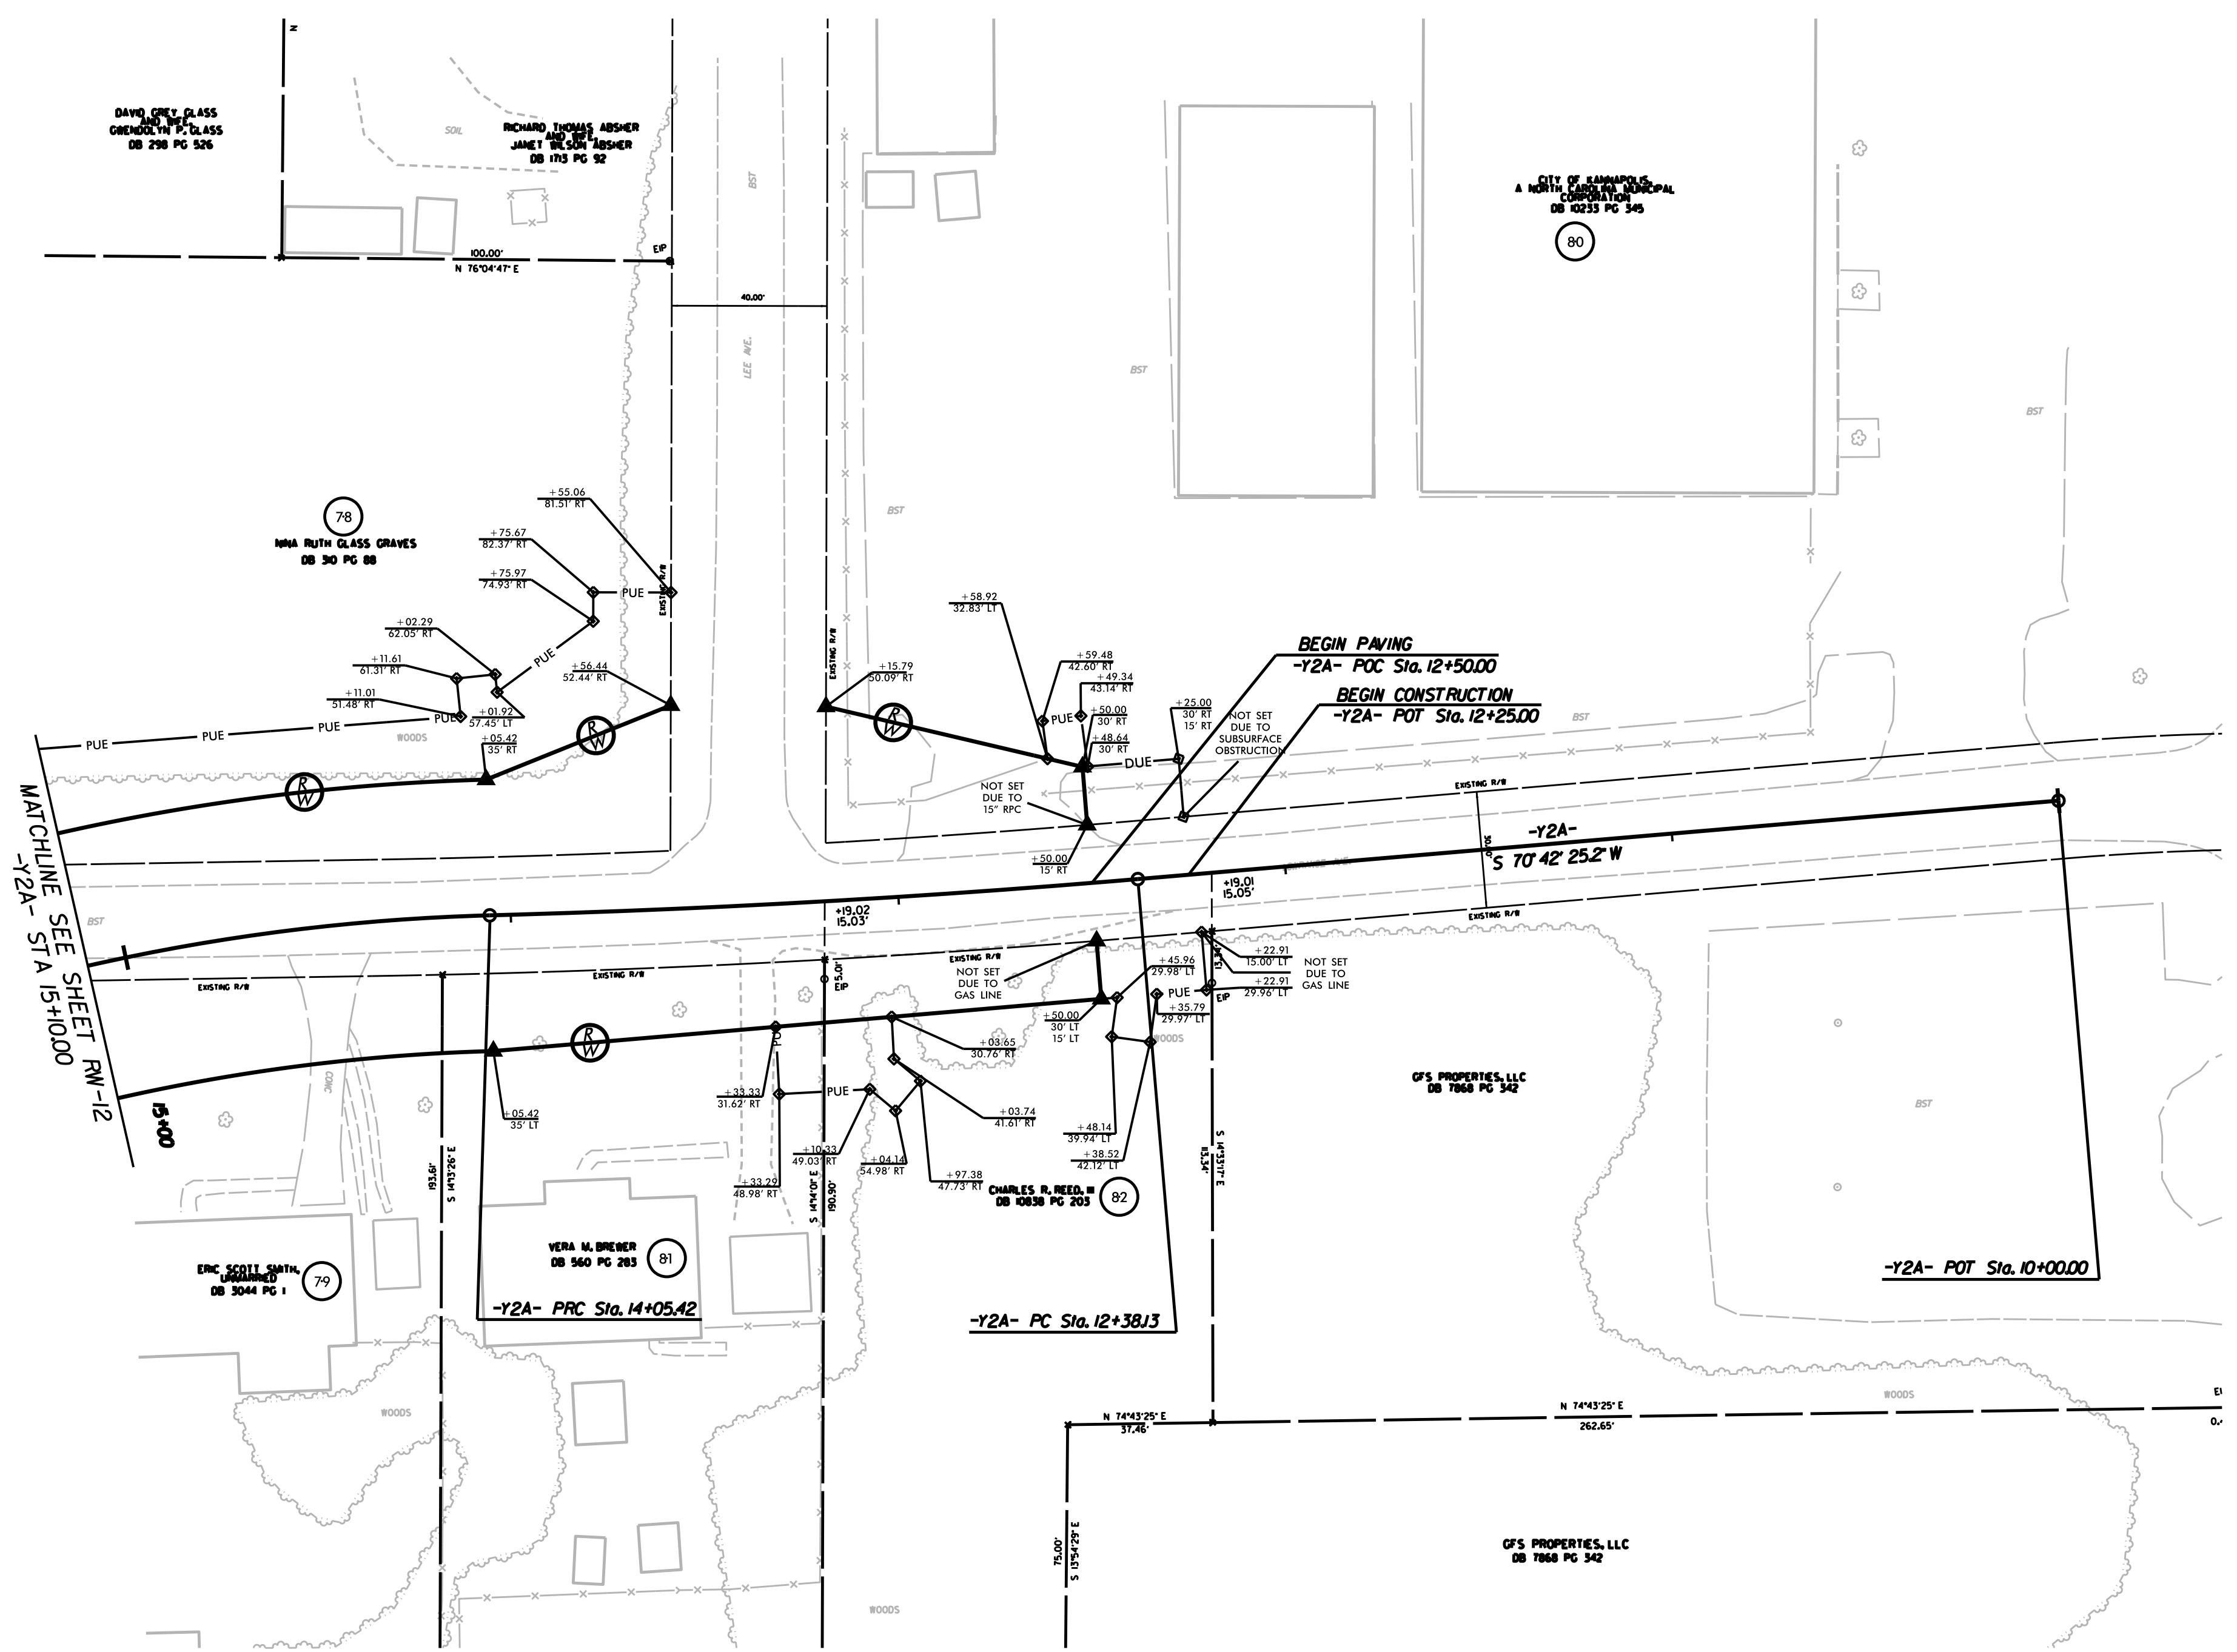 Z
DAVID GREY GLASS
AND WIFE,
GWENDOLYN P. GLASS
DB 298 PG 526
SOIL
RICHARD THOMAS ABSHER
AND WIFE,
JANET WILSON ABSHER
DB 1713 PG 92
BST
CITY OF KANNAPOLIS,
A NORTH CAROLINA MUNICIPAL
CORPORATION
DB 10233 PG 345
80
100.00'
N 76°04'47" E
EIP
40.00'
LEE AVE.
BST
BST
BST
78
NINA RUTH GLASS GRAVES
DB 310 PG 88
+55.06
81.51' RT
+75.67
82.37' RT
+75.97
74.93' RT
PUE
EXISTING R/W
+02.29
62.05' RT
PUE
+11.61
61.31' RT
+56.44
52.44' RT
+11.01
51.48' RT
+01.92
57.45' LT
PUE PUE PUE PUE
WOODS
+05.42
35' RT
RW
RW
EXISTING R/W
+15.79
50.09' RT
RW
+58.92
32.83' LT
+59.48
42.60' RT
+49.34
43.14' RT
PUE
+50.00
30' RT
+48.64
30' RT
DUE
+25.00
30' RT
15' RT
NOT SET
DUE TO
SUBSURFACE
OBSTRUCTION
BEGIN PAVING
-Y2A- POC Sta. 12+50.00
BEGIN CONSTRUCTION
-Y2A- POT Sta. 12+25.00
BST
NOT SET
DUE TO
15" RPC
+50.00
15' RT
EXISTING R/W
30.00'
-Y2A-
S 70° 42' 25.2" W
EXISTING R/W
MATCHLINE SEE SHEET RW-12
-Y2A- STA 15+10.00
BST
EXISTING R/W
EXISTING R/W
EXISTING R/W
+19.02
15.03'
+19.01
15.05'
5.01'
EIP
NOT SET
DUE TO
GAS LINE
+45.96
29.98' LT
13.34'
+22.91
15.00' LT
+22.91
29.96' LT
NOT SET
DUE TO
GAS LINE
PUE
EIP
+50.00
30' LT
15' LT
+35.79
29.97' LT
WOODS
RW
+03.65
30.76' RT
+33.33
31.62' RT
PUE
+05.42
35' LT
15+00
CONC
+03.74
41.61' RT
+10.33
49.03' RT
+04.14
54.98' RT
+97.38
47.73' RT
+33.29
48.98' RT
+48.14
39.94' LT
+38.52
42.12' LT
GFS PROPERTIES, LLC
DB 7868 PG 342
BST
193.61'
S 14°13'26" E
S 14°14'01" E
190.90'
113.34'
S 14°33'17" E
CHARLES R. REED, III
DB 10838 PG 203
82
VERA M. BREWER
DB 560 PG 283
81
ERIC SCOTT SMITH,
UNMARRIED
DB 3044 PG 1
79
-Y2A- PRC Sta. 14+05.42
-Y2A- PC Sta. 12+38.13
-Y2A- POT Sta. 10+00.00
WOODS
WOODS
N 74°43'25" E
37.46'
N 74°43'25" E
262.65'
75.00'
S 13°54'29" E
GFS PROPERTIES, LLC
DB 7868 PG 342
WOODS